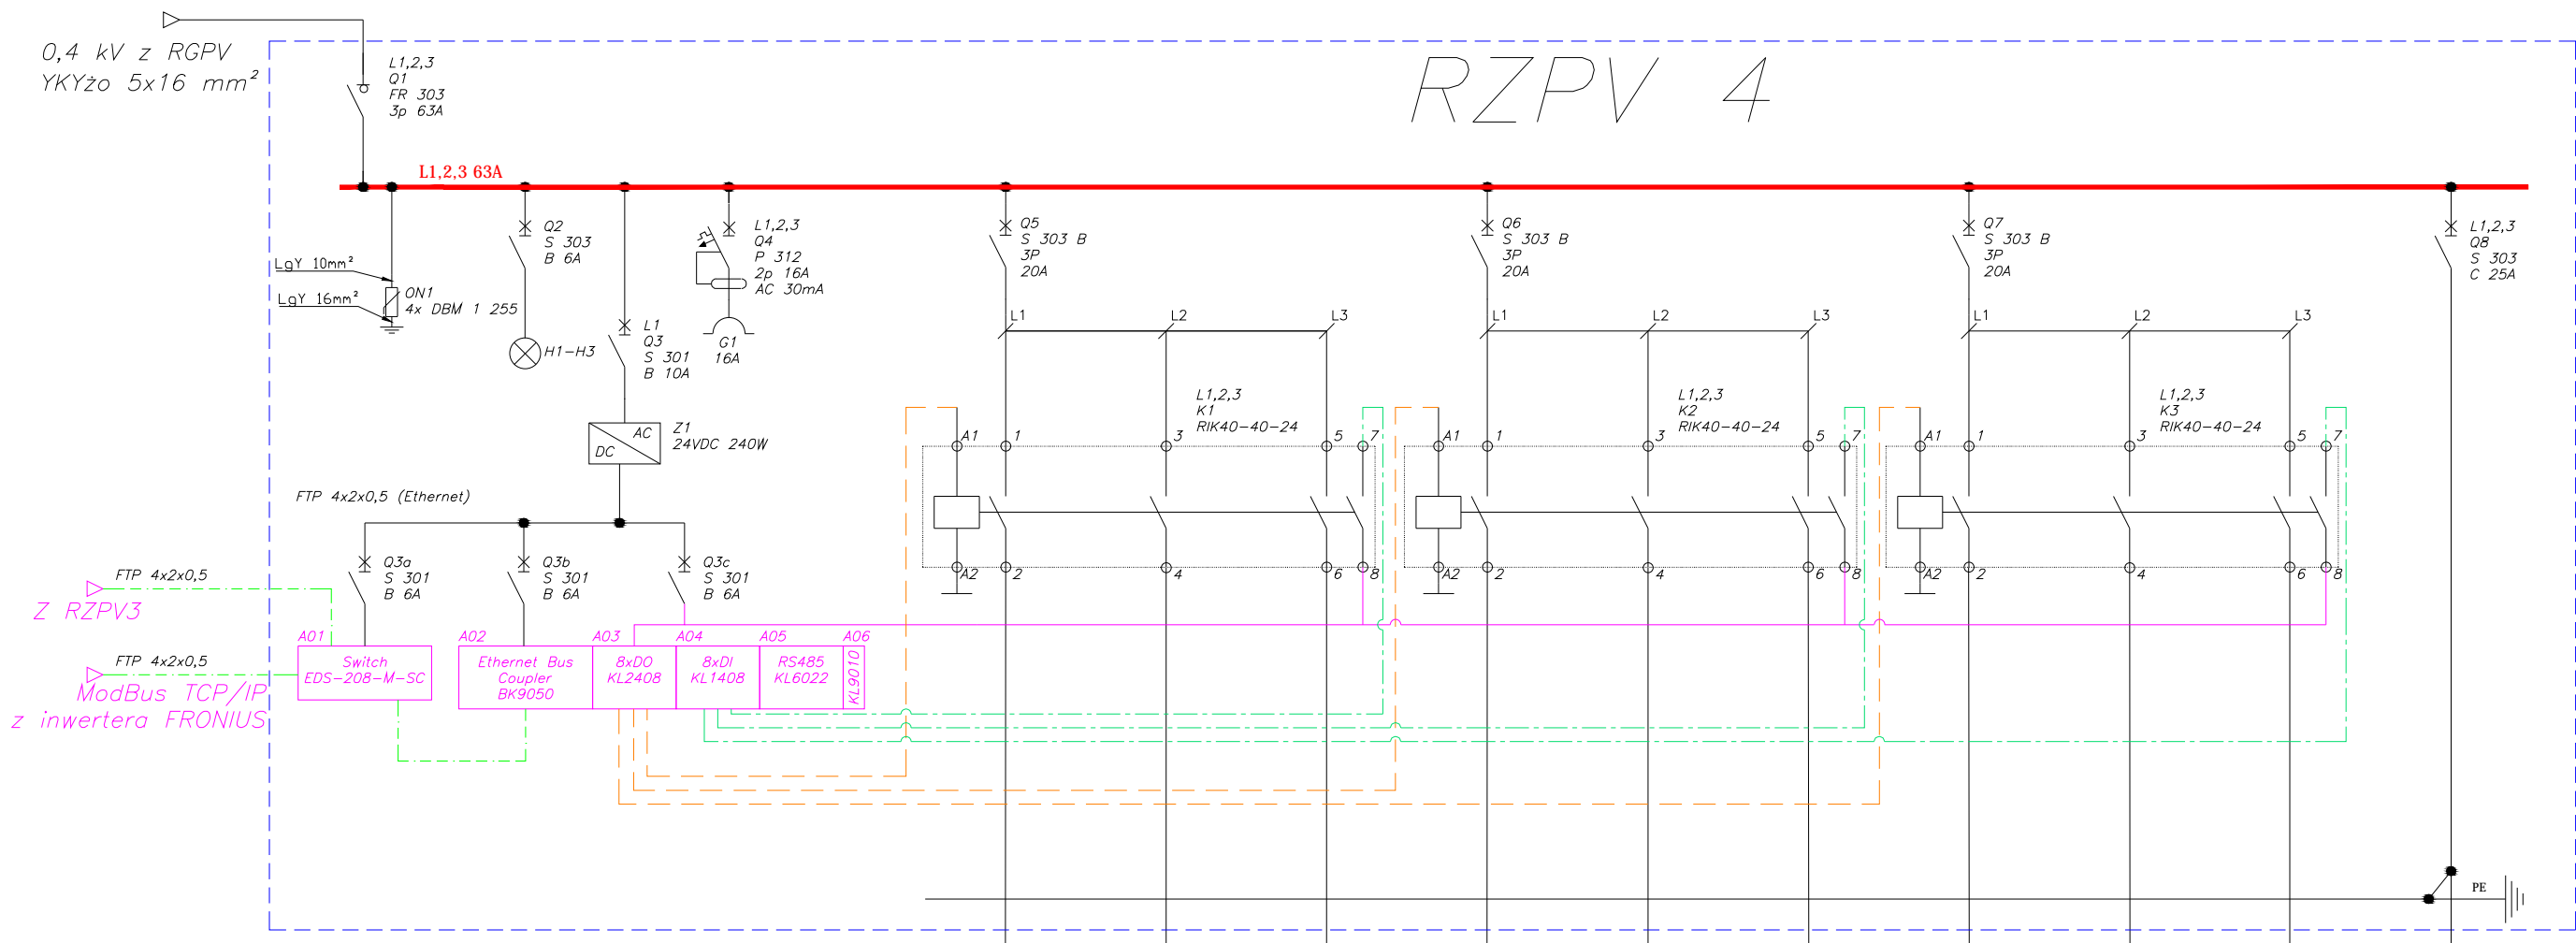 0,4 kV z RGPV
YKYżo 5x16 mm²
L1,2,3
Q1
FR 303
3p 63A
RZPV 4
L1,2,3 63A
LgY 10mm²
LgY 16mm²
ON1
4x DBM 1 255
Q2
S 303
B 6A
H1-H3
L1
Q3
S 301
B 10A
L1,2,3
Q4
P 312
2p 16A
AC 30mA
G1
16A
Q5
S 303 B
3P
20A
Q6
S 303 B
3P
20A
Q7
S 303 B
3P
20A
L1,2,3
Q8
S 303
C 25A
L1
L2
L3
L1
L2
L3
L1
L2
L3
AC
DC
Z1
24VDC 240W
L1,2,3
K1
RIK40-40-24
L1,2,3
K2
RIK40-40-24
L1,2,3
K3
RIK40-40-24
A1
1
3
5
7
A1
1
3
5
7
A1
1
3
5
7
A2
2
4
6
8
A2
2
4
6
8
A2
2
4
6
8
FTP 4x2x0,5 (Ethernet)
Q3a
S 301
B 6A
Q3b
S 301
B 6A
Q3c
S 301
B 6A
FTP 4x2x0,5
Z RZPV3
FTP 4x2x0,5
ModBus TCP/IP
z inwertera FRONIUS
A01
Switch
EDS-208-M-SC
A02
Ethernet Bus
Coupler
BK9050
A03
8xDO
KL2408
A04
8xDI
KL1408
A05
RS485
KL6022
A06
KL9010
PE